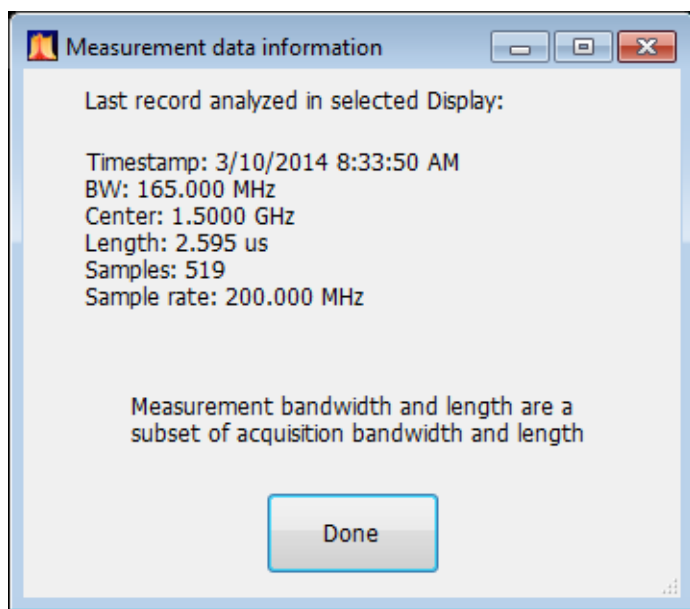 Measurement data information
Last record analyzed in selected Display:
Timestamp: 3/10/2014 8:33:50 AM
BW: 165.000 MHz
Center: 1.5000 GHz
Length: 2.595 us
Samples: 519
Sample rate: 200.000 MHz
Measurement bandwidth and length are a
subset of acquisition bandwidth and length
Done